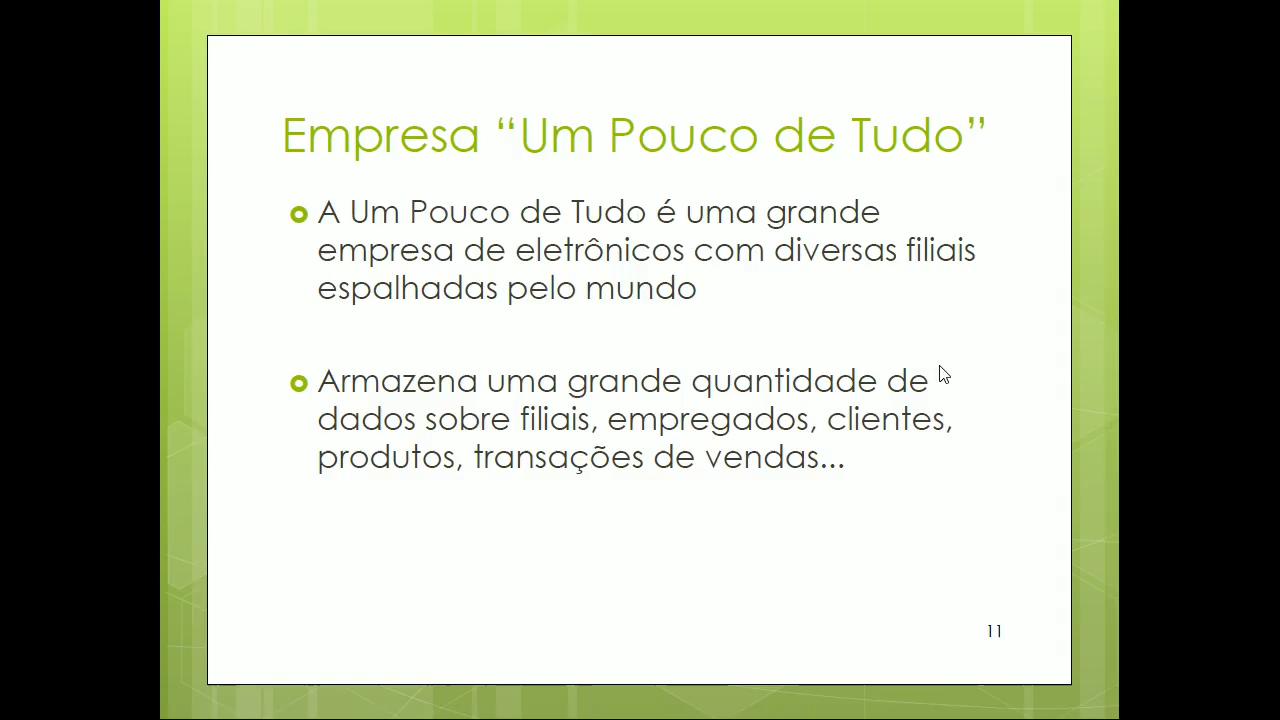 Empresa “Um Pouco de Tudo”
A Um Pouco de Tudo é uma grande
empresa de eletrônicos com diversas filiais
espalhadas pelo mundo
Armazena uma grande quantidade de
dados sobre filiais, empregados, clientes,
produtos, transações de vendas...
11